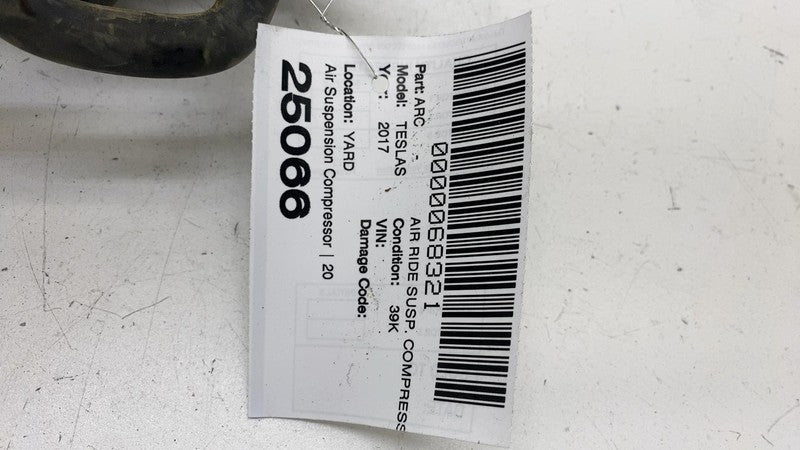 0000068321
Part: ARC AIR RIDE SUSP. COMPRESS
Model: TESLAS Condition: 39K
2017 VIN:
Damage Code:
Location: YARD
Air Suspension Compressor | 20
25066